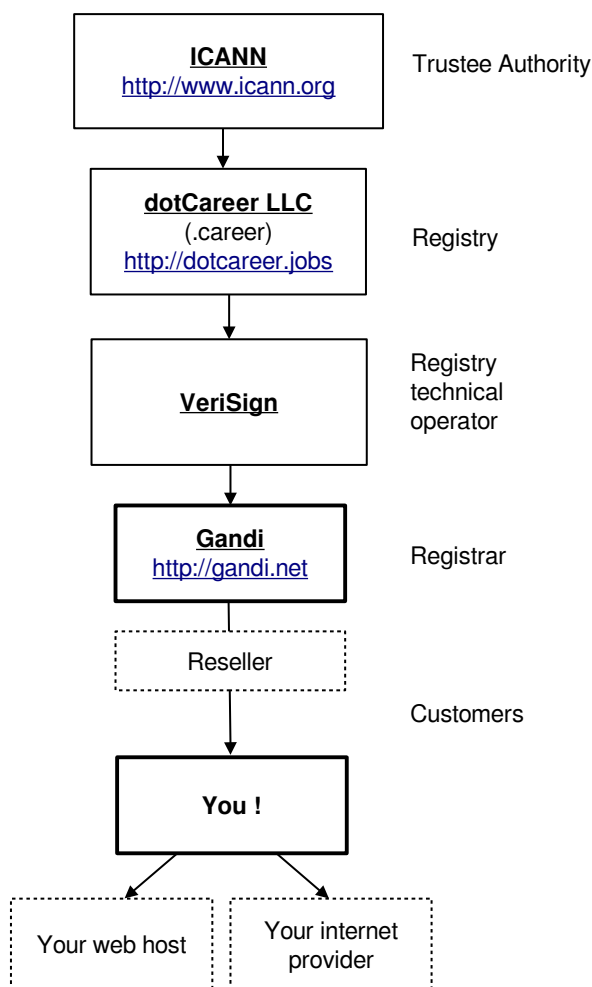 ICANN
http://www.icann.org
Trustee Authority
dotCareer LLC
(.career)
http://dotcareer.jobs
Registry
VeriSign
Registry
technical
operator
Gandi
http://gandi.net
Registrar
Reseller
Customers
You !
Your web host
Your internet
provider